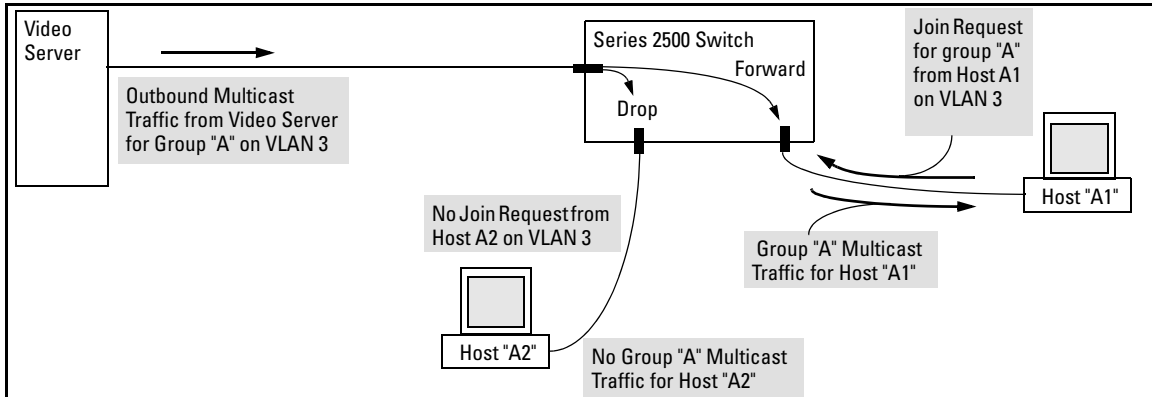 Video
Server
Outbound Multicast
Traffic from Video Server
for Group "A" on VLAN 3
Series 2500 Switch
Forward
Drop
Join Request
for group "A"
from Host A1
on VLAN 3
Host "A1"
No Join Request from
Host A2 on VLAN 3
Group "A" Multicast
Traffic for Host "A1"
Host "A2"
No Group "A" Multicast
Traffic for Host "A2"